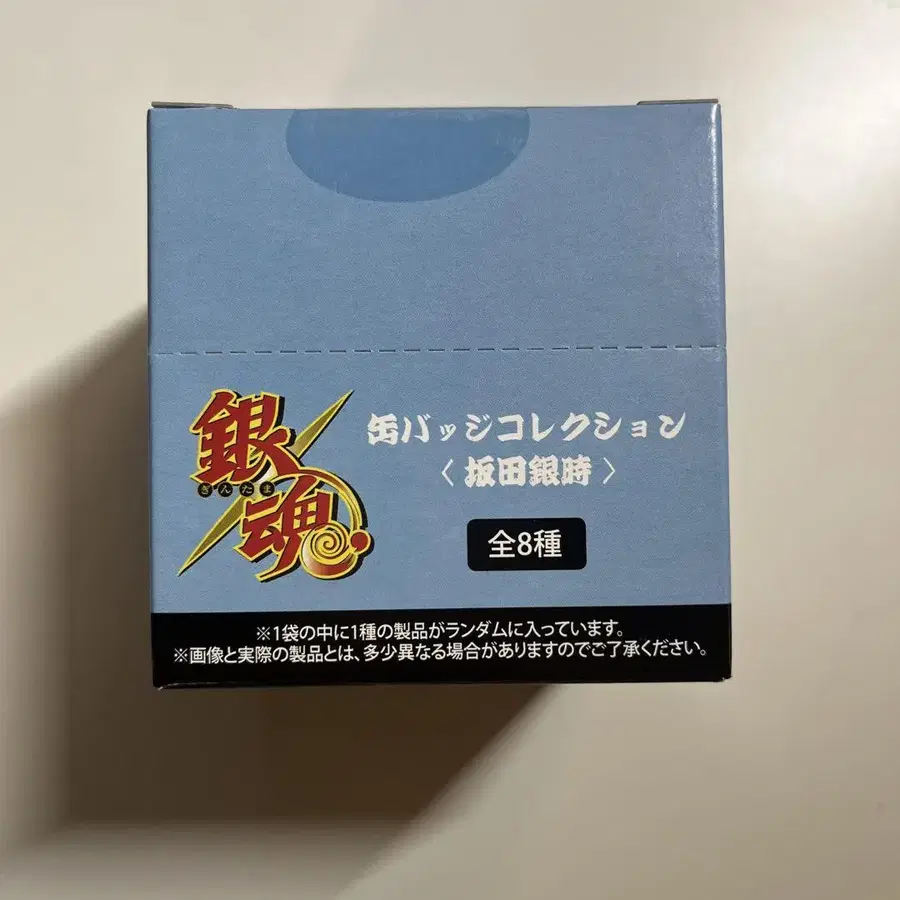 銀魂
ぎんたま
缶バッジコレクション
〈坂田銀時〉
全8種
※1袋の中に1種の製品がランダムに入っています。
※画像と実際の製品とは、多少異なる場合がありますのでご了承ください。